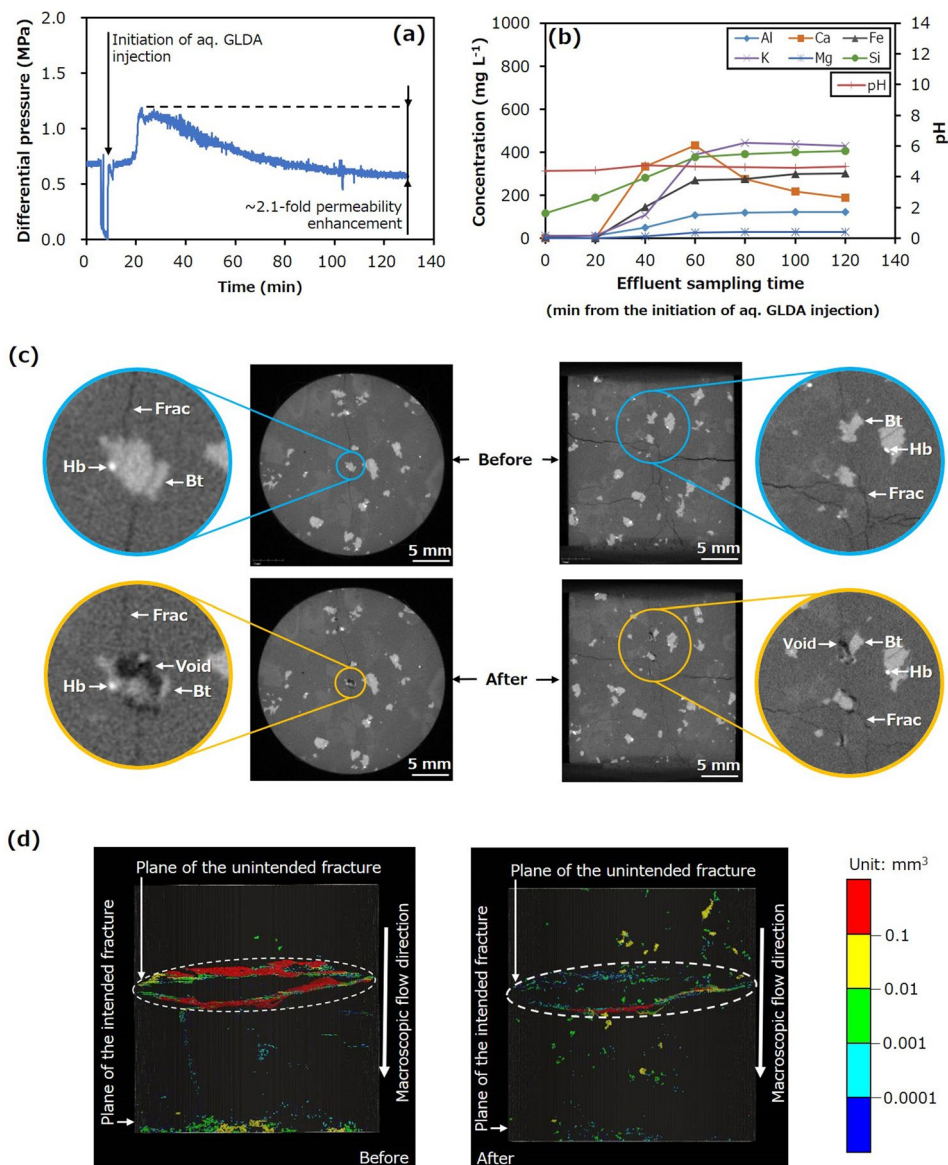 (a)
2.0
1.5
1.0
0.5
0.0
Differential pressure (MPa)
Initiation of aq. GLDA
injection
~2.1-fold permeability
enhancement
0 20 40 60 80 100 120 140
Time (min)
(b)
1000
800
600
400
200
0
Concentration (mg L⁻¹)
Al Ca Fe
K Mg Si
pH
14
12
10
8
6
4
2
0
pH
0 20 40 60 80 100 120
Effluent sampling time
(min from the initiation of aq. GLDA injection)
(c)
Frac
Hb
Bt
5 mm
Before
5 mm
Bt
Hb
Frac
Frac
Void
Hb
Bt
5 mm
After
5 mm
Void
Bt
Hb
Frac
(d)
Plane of the unintended fracture
Plane of the intended fracture
Macroscopic flow direction
Before
Plane of the unintended fracture
Plane of the intended fracture
Macroscopic flow direction
After
Unit: mm³
0.1
0.01
0.001
0.0001